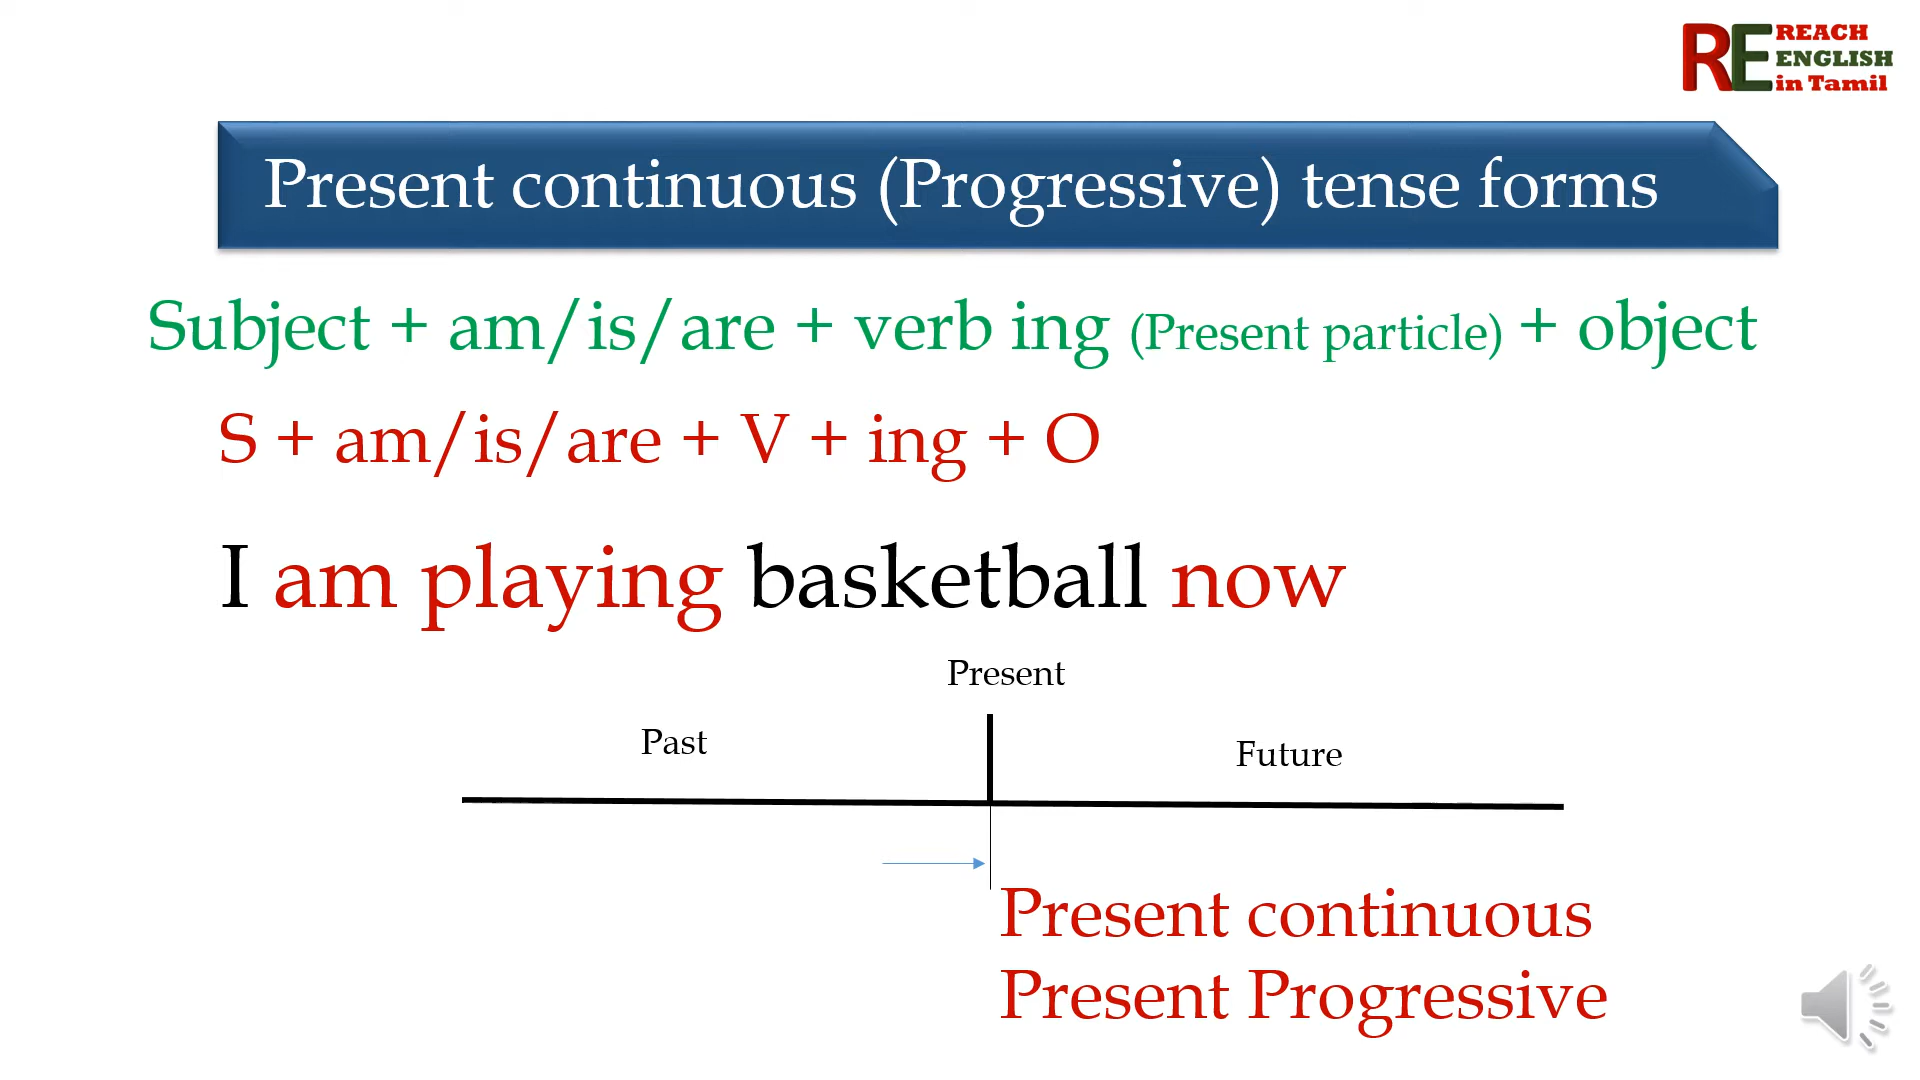 RE REACH
ENGLISH
in Tamil
Present continuous (Progressive) tense forms
Subject + am/is/are + verb ing (Present particle) + object
S + am/is/are + V + ing + O
I am playing basketball now
Present
Past
Future
Present continuous
Present Progressive